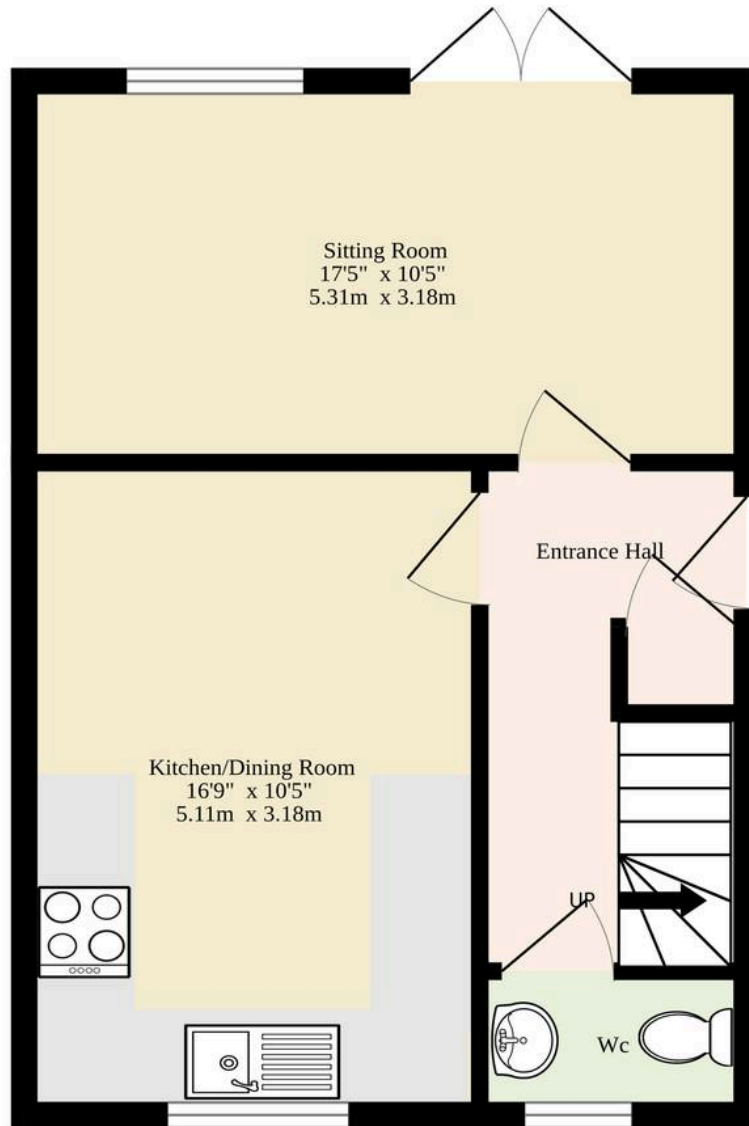 Sitting Room
17'5" x 10'5"
5.31m x 3.18m
Entrance Hall
Kitchen/Dining Room
16'9" x 10'5"
5.11m x 3.18m
UP
Wc